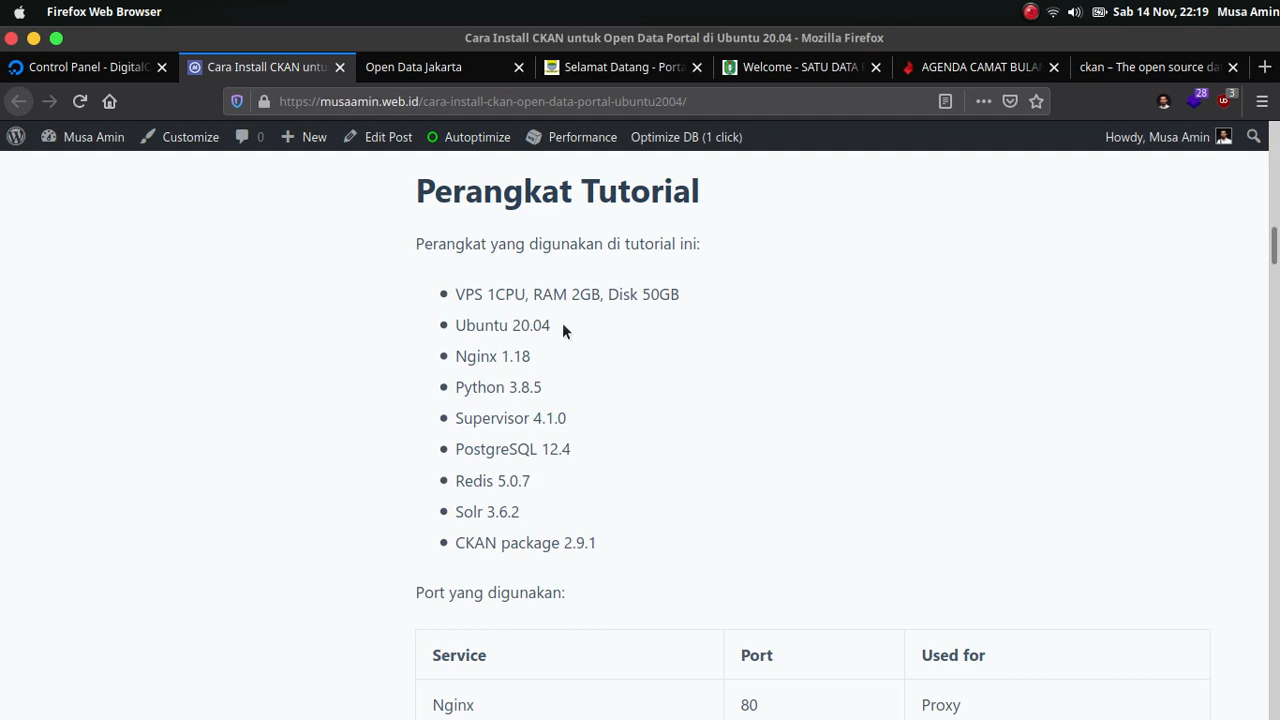 Firefox Web Browser
Sab 14 Nov, 22:19 Musa Amin
Cara Install CKAN untuk Open Data Portal di Ubuntu 20.04 - Mozilla Firefox
Control Panel - DigitalO
Cara Install CKAN untu
Open Data Jakarta
Selamat Datang - Porta
Welcome - SATU DATA
AGENDA CAMAT BULA
ckan – The open source da
https://musaamin.web.id/cara-install-ckan-open-data-portal-ubuntu2004/
28
3
Musa Amin Customize 0 New Edit Post Autoptimize Performance Optimize DB (1 click) Howdy, Musa Amin
Perangkat Tutorial
Perangkat yang digunakan di tutorial ini:
VPS 1CPU, RAM 2GB, Disk 50GB
Ubuntu 20.04
Nginx 1.18
Python 3.8.5
Supervisor 4.1.0
PostgreSQL 12.4
Redis 5.0.7
Solr 3.6.2
CKAN package 2.9.1
Port yang digunakan:
Service Port Used for
Nginx 80 Proxy